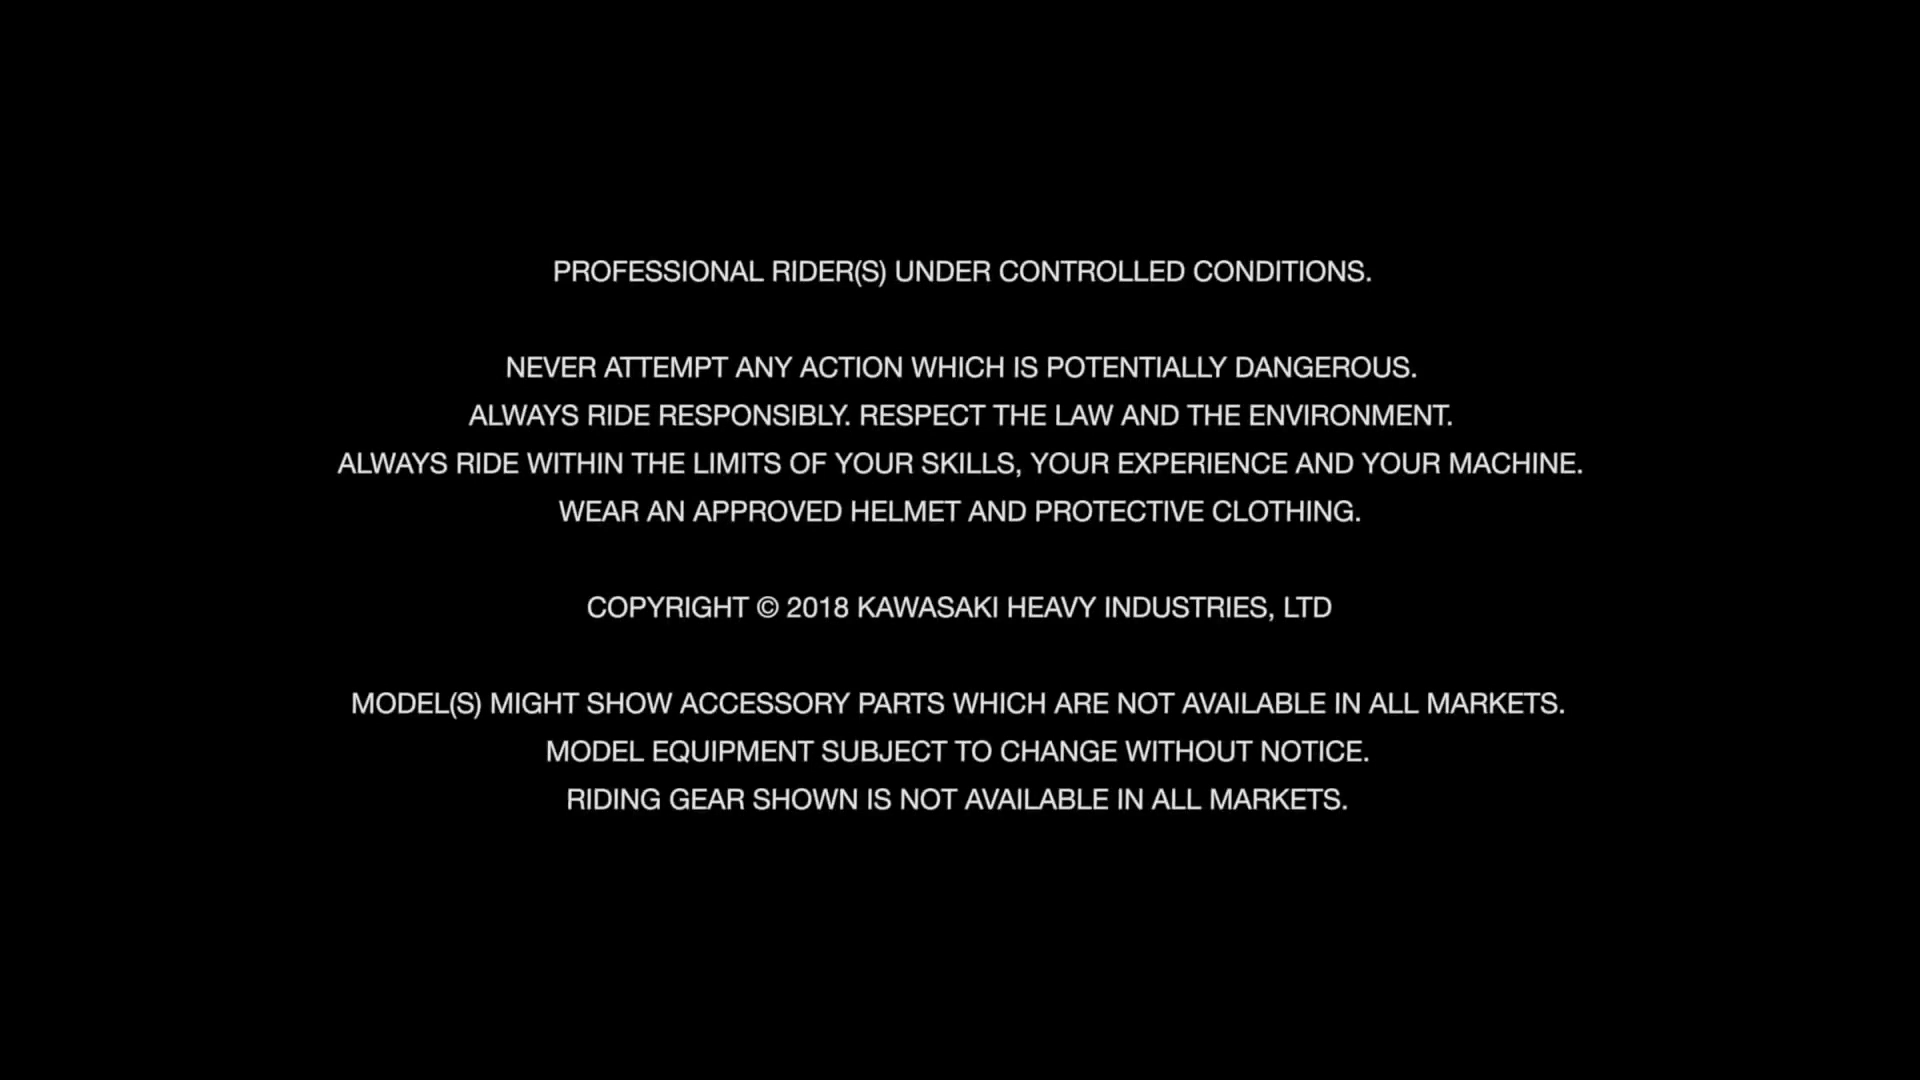 PROFESSIONAL RIDER(S) UNDER CONTROLLED CONDITIONS.
NEVER ATTEMPT ANY ACTION WHICH IS POTENTIALLY DANGEROUS.
ALWAYS RIDE RESPONSIBLY. RESPECT THE LAW AND THE ENVIRONMENT.
ALWAYS RIDE WITHIN THE LIMITS OF YOUR SKILLS, YOUR EXPERIENCE AND YOUR MACHINE.
WEAR AN APPROVED HELMET AND PROTECTIVE CLOTHING.
COPYRIGHT © 2018 KAWASAKI HEAVY INDUSTRIES, LTD
MODEL(S) MIGHT SHOW ACCESSORY PARTS WHICH ARE NOT AVAILABLE IN ALL MARKETS.
MODEL EQUIPMENT SUBJECT TO CHANGE WITHOUT NOTICE.
RIDING GEAR SHOWN IS NOT AVAILABLE IN ALL MARKETS.